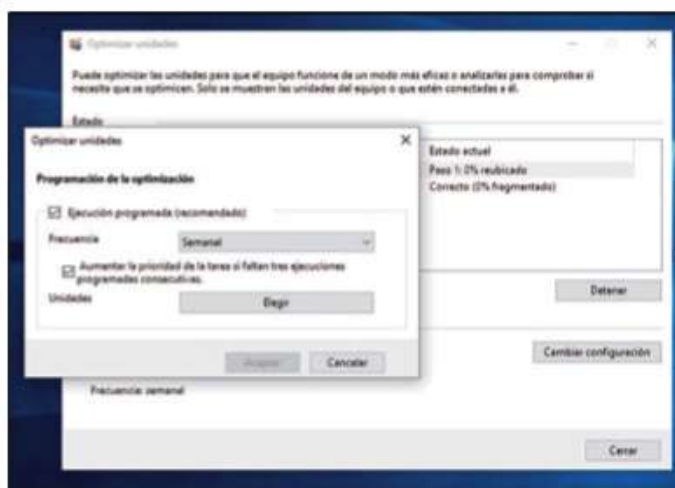 Optimizar unidades
Puede optimizar las unidades para que el equipo funcione de un modo más eficaz o analizarlas para comprobar si
necesita que se optimicen. Solo se muestran las unidades del equipo o que estén conectadas a él.
Estado
Estado actual
Paso 1: 0% reubicado
Correcto (0% fragmentado)
Detener
Cambiar configuración
Frecuencia: semanal
Cerrar
Optimizar unidades
Programación de la optimización
Ejecución programada (recomendado)
Frecuencia
Semanal
Aumentar la prioridad de la tarea si faltan tres ejecuciones
programadas consecutivas.
Unidades
Elegir
Aceptar
Cancelar